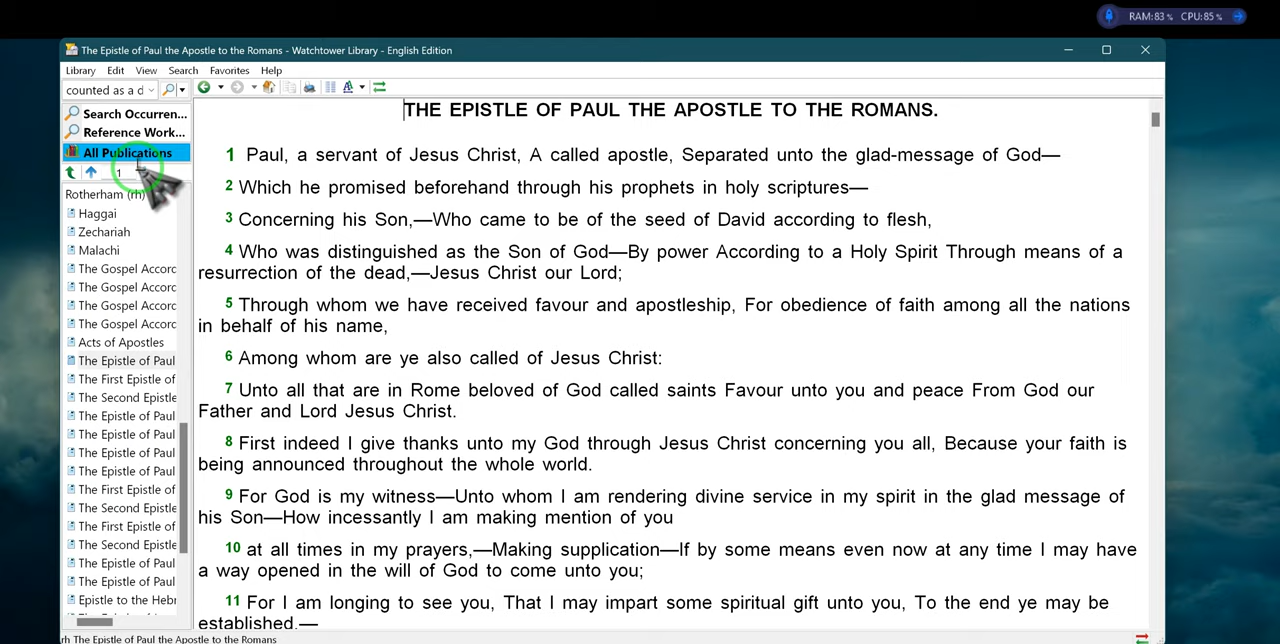 RAM:83% CPU:85%
The Epistle of Paul the Apostle to the Romans - Watchtower Library - English Edition
Library Edit View Search Favorites Help
counted as a d
Search Occurren...
Reference Work...
All Publications
1
Rotherham (rh)
Haggai
Zechariah
Malachi
The Gospel Accord
The Gospel Accord
The Gospel Accord
The Gospel Accord
Acts of Apostles
The Epistle of Paul
The First Epistle of
The Second Epistle
The Epistle of Paul
The Epistle of Paul
The Epistle of Paul
The Epistle of Paul
The First Epistle of
The Second Epistle
The First Epistle of
The Second Epistle
The Epistle of Paul
The Epistle of Paul
Epistle to the Hebr
THE EPISTLE OF PAUL THE APOSTLE TO THE ROMANS.
1 Paul, a servant of Jesus Christ, A called apostle, Separated unto the glad-message of God—
2 Which he promised beforehand through his prophets in holy scriptures—
3 Concerning his Son,—Who came to be of the seed of David according to flesh,
4 Who was distinguished as the Son of God—By power According to a Holy Spirit Through means of a
resurrection of the dead,—Jesus Christ our Lord;
5 Through whom we have received favour and apostleship, For obedience of faith among all the nations
in behalf of his name,
6 Among whom are ye also called of Jesus Christ:
7 Unto all that are in Rome beloved of God called saints Favour unto you and peace From God our
Father and Lord Jesus Christ.
8 First indeed I give thanks unto my God through Jesus Christ concerning you all, Because your faith is
being announced throughout the whole world.
9 For God is my witness—Unto whom I am rendering divine service in my spirit in the glad message of
his Son—How incessantly I am making mention of you
10 at all times in my prayers,—Making supplication—If by some means even now at any time I may have
a way opened in the will of God to come unto you;
11 For I am longing to see you, That I may impart some spiritual gift unto you, To the end ye may be
established.—
rh The Epistle of Paul the Apostle to the Romans